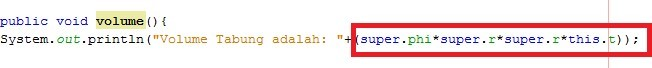 public void volume(){
System.out.println("Volume Tabung adalah: "+(super.phi*super.r*super.r*this.t));